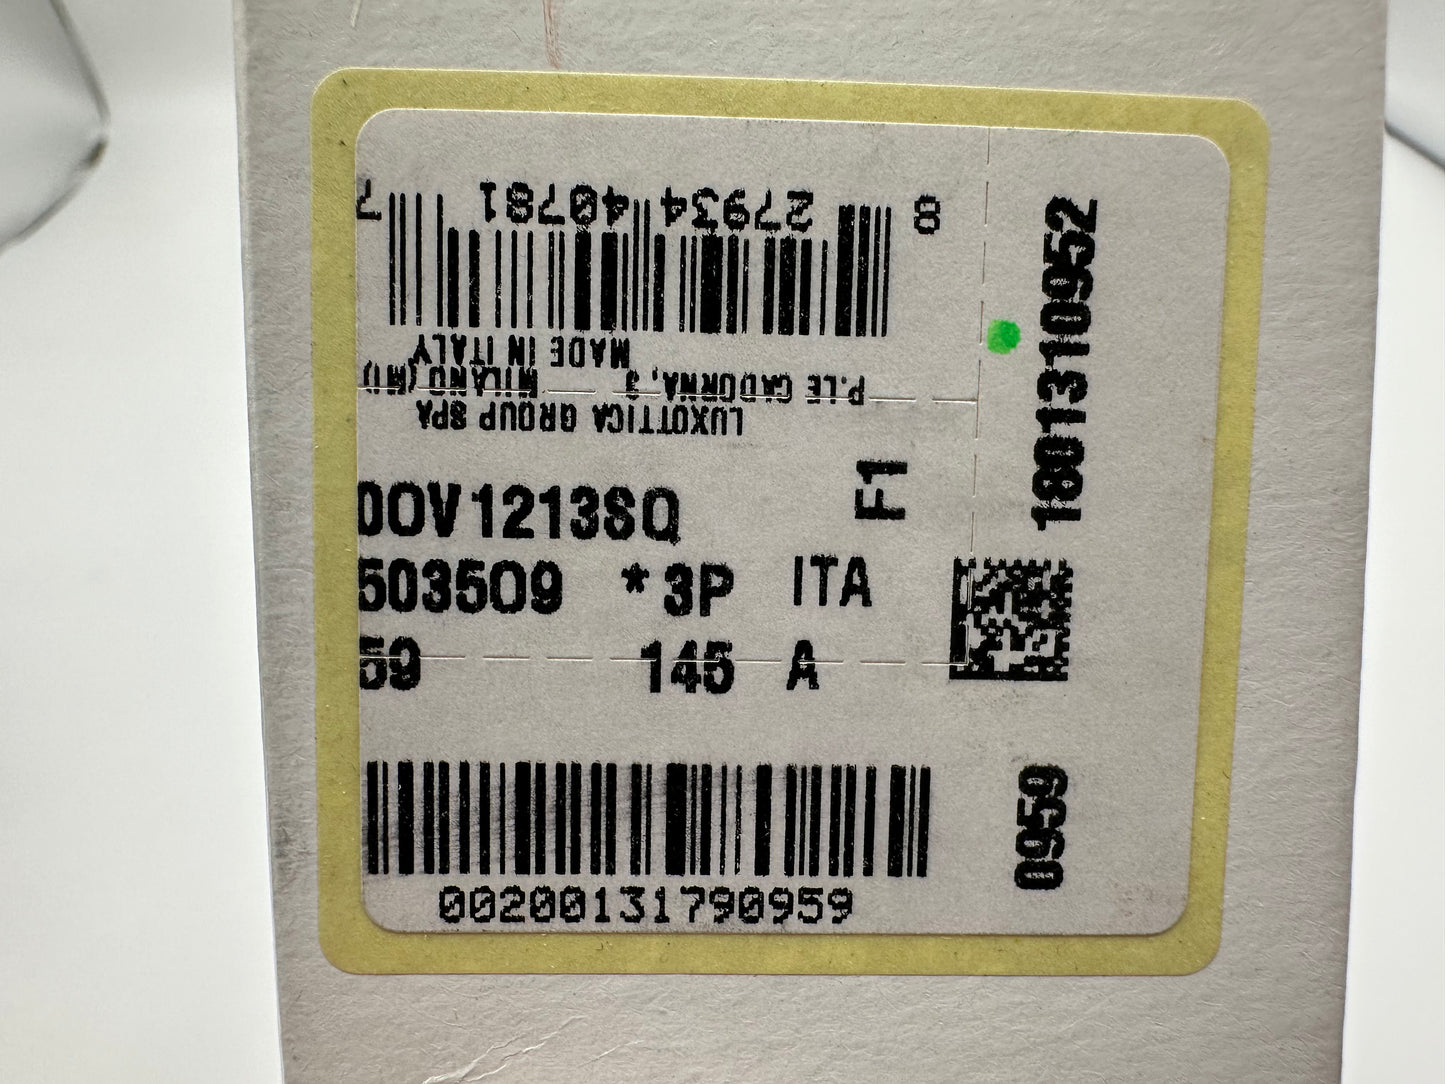 8 27934 40781 7
MADE IN ITALY
P.LE CADORNA, 3 MILANO (MI)
LUXOTTICA GROUP SPA
0OV1213SQ
F1
503509 *3P ITA
59 145 A
00200131790959
1801310952
0959